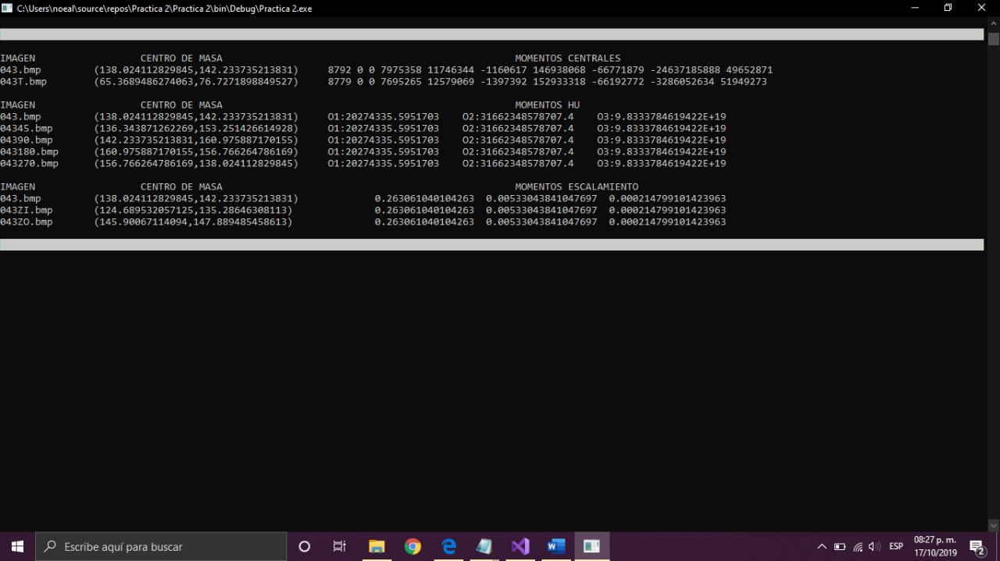 C:\Users\noeal\source\repos\Practica 2\Practica 2\bin\Debug\Practica 2.exe
IMAGEN CENTRO DE MASA MOMENTOS CENTRALES
043.bmp (138.024112829845,142.233735213831) 8792 0 0 7975358 11746344 -1160617 146938068 -66771879 -24637185888 49652871
043T.bmp (65.3689486274063,76.7271898849527) 8779 0 0 7695265 12579069 -1397392 152933318 -66192772 -3286052634 51949273
IMAGEN CENTRO DE MASA MOMENTOS HU
043.bmp (138.024112829845,142.233735213831) O1:20274335.5951703 O2:31662348578707.4 O3:9.8333784619422E+19
04345.bmp (136.343871262269,153.251426614928) O1:20274335.5951703 O2:31662348578707.4 O3:9.8333784619422E+19
04390.bmp (142.233735213831,160.975887170155) O1:20274335.5951703 O2:31662348578707.4 O3:9.8333784619422E+19
043180.bmp (160.975887170155,156.766264786169) O1:20274335.5951703 O2:31662348578707.4 O3:9.8333784619422E+19
043270.bmp (156.766264786169,138.024112829845) O1:20274335.5951703 O2:31662348578707.4 O3:9.8333784619422E+19
IMAGEN CENTRO DE MASA MOMENTOS ESCALAMIENTO
043.bmp (138.024112829845,142.233735213831) 0.263061040104263 0.00533043841047697 0.000214799101423963
043ZI.bmp (124.689532057125,135.28646308113) 0.263061040104263 0.00533043841047697 0.000214799101423963
043ZO.bmp (145.90067114094,147.889485458613) 0.263061040104263 0.00533043841047697 0.000214799101423963
Escribe aquí para buscar
ESP
08:27 p. m.
17/10/2019
2